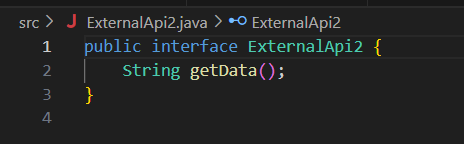 src > ExternalApi2.java > ExternalApi2
1 public interface ExternalApi2 {
2     String getData();
3 }
4